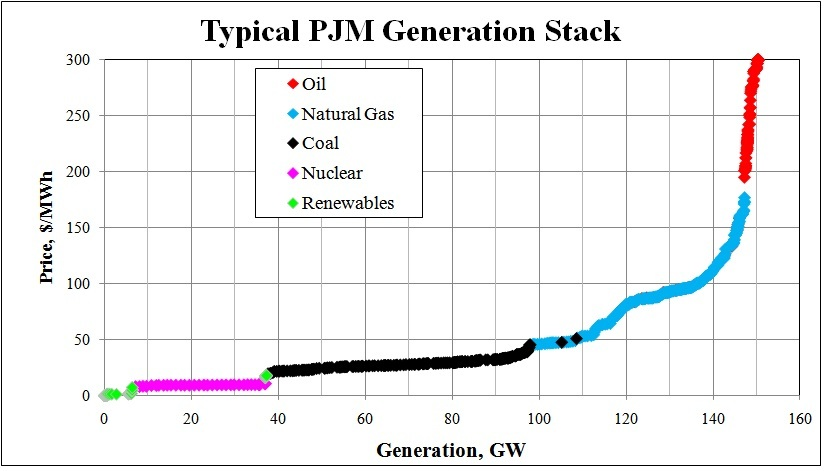 Typical PJM Generation Stack
300
250
200
150
100
50
0
Price, $/MWh
Oil
Natural Gas
Coal
Nuclear
Renewables
0 20 40 60 80 100 120 140 160
Generation, GW